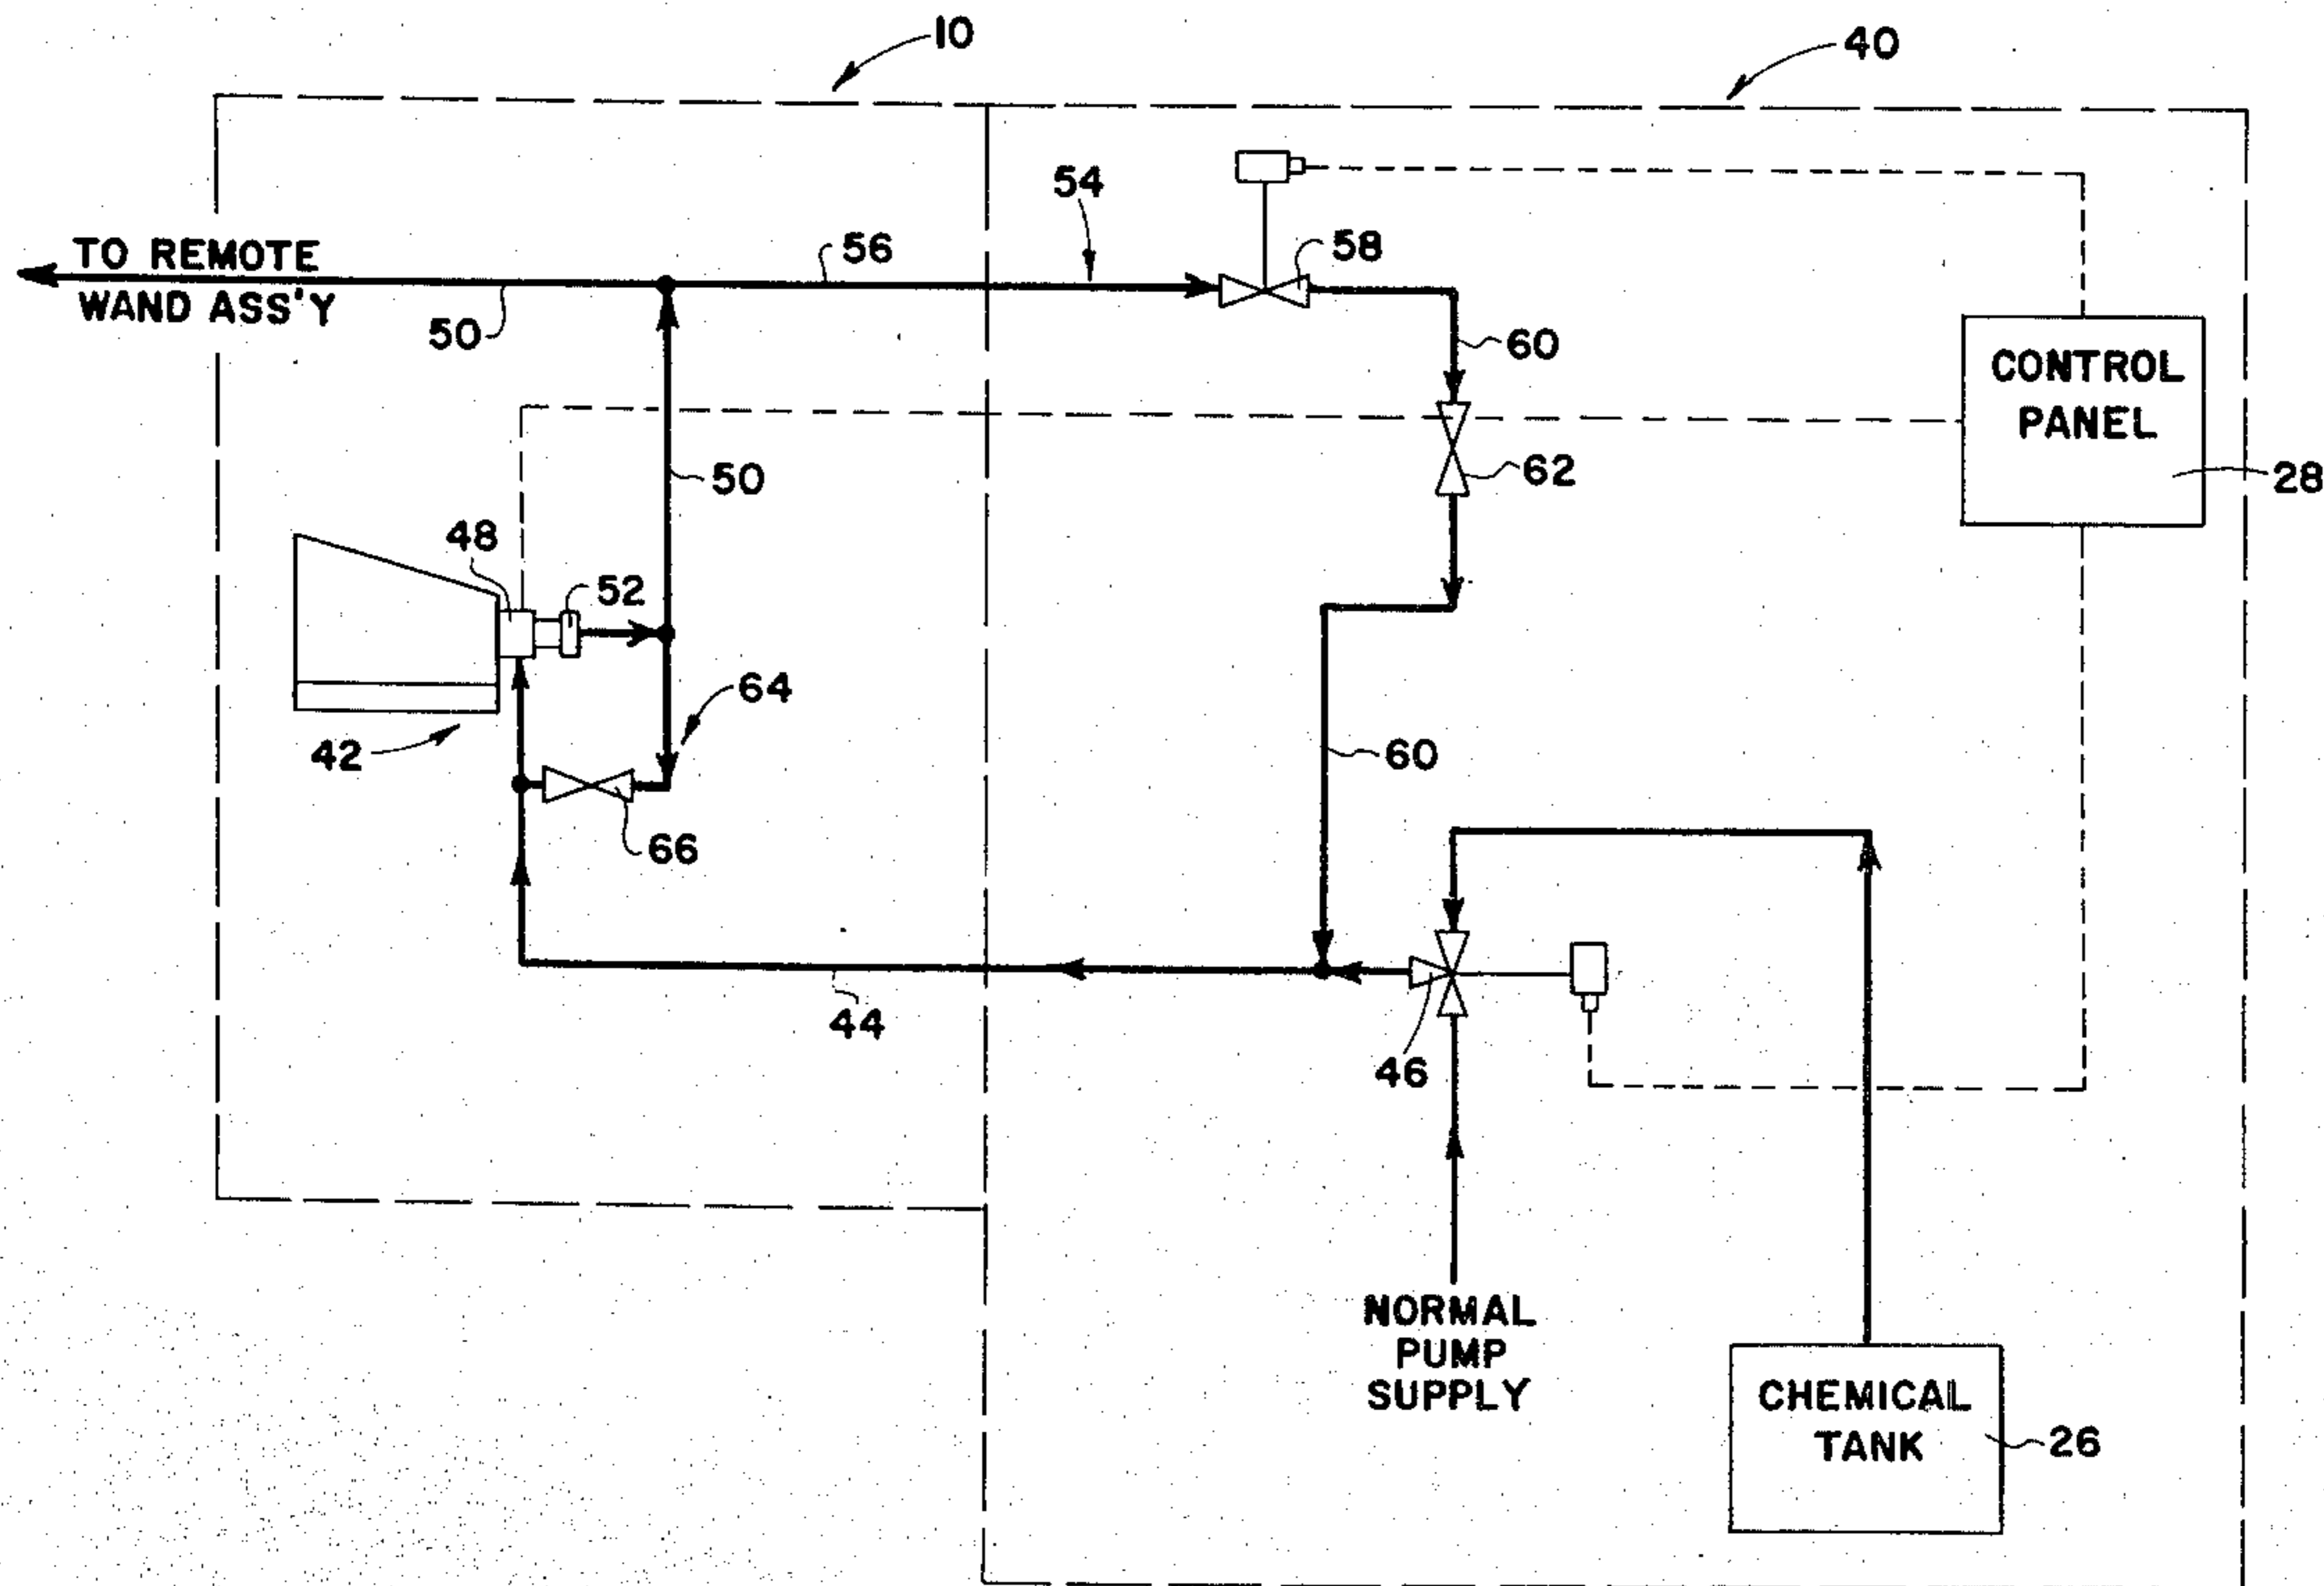 10
40
54
TO REMOTE
WAND ASS'Y
50
56
58
60
CONTROL
PANEL
28
50
62
48
52
64
42
66
60
44
46
NORMAL
PUMP
SUPPLY
CHEMICAL
TANK
26